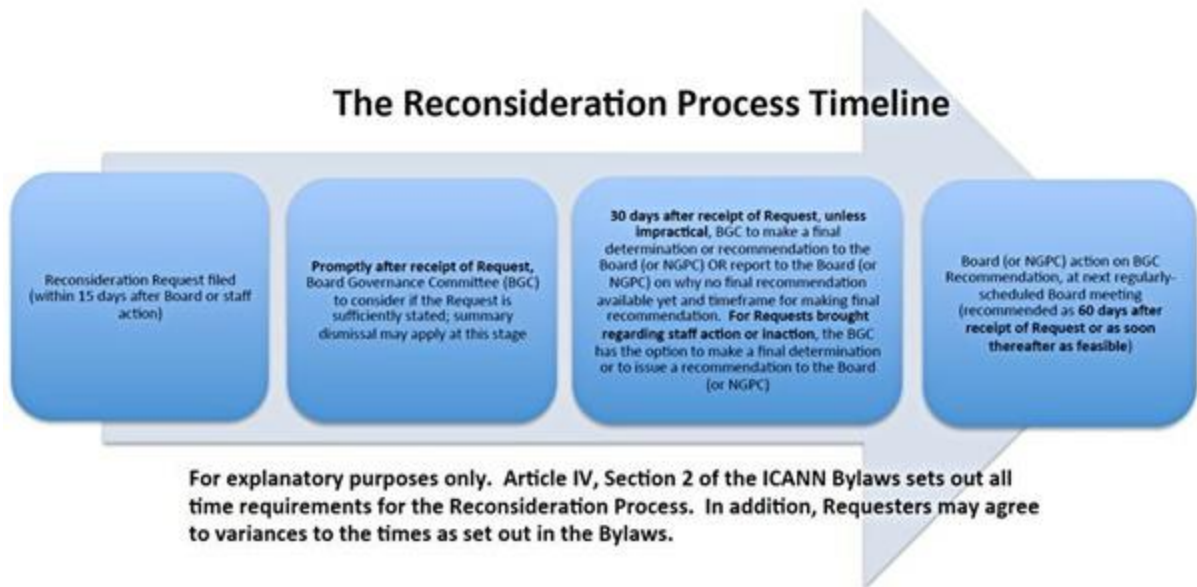 The Reconsideration Process Timeline
Reconsideration Request filed
(within 15 days after Board or staff
action)
Promptly after receipt of Request,
Board Governance Committee (BGC)
to consider if the Request is
sufficiently stated; summary
dismissal may apply at this stage
30 days after receipt of Request, unless
impractical, BGC to make a final
determination or recommendation to the
Board (or NGPC) OR report to the Board (or
NGPC) on why no final recommendation
available yet and timeframe for making final
recommendation. For Requests brought
regarding staff action or inaction, the BGC
has the option to make a final determination
or to issue a recommendation to the Board
(or NGPC)
Board (or NGPC) action on BGC
Recommendation, at next regularly-
scheduled Board meeting
(recommended as 60 days after
receipt of Request or as soon
thereafter as feasible)
For explanatory purposes only. Article IV, Section 2 of the ICANN Bylaws sets out all
time requirements for the Reconsideration Process. In addition, Requesters may agree
to variances to the times as set out in the Bylaws.